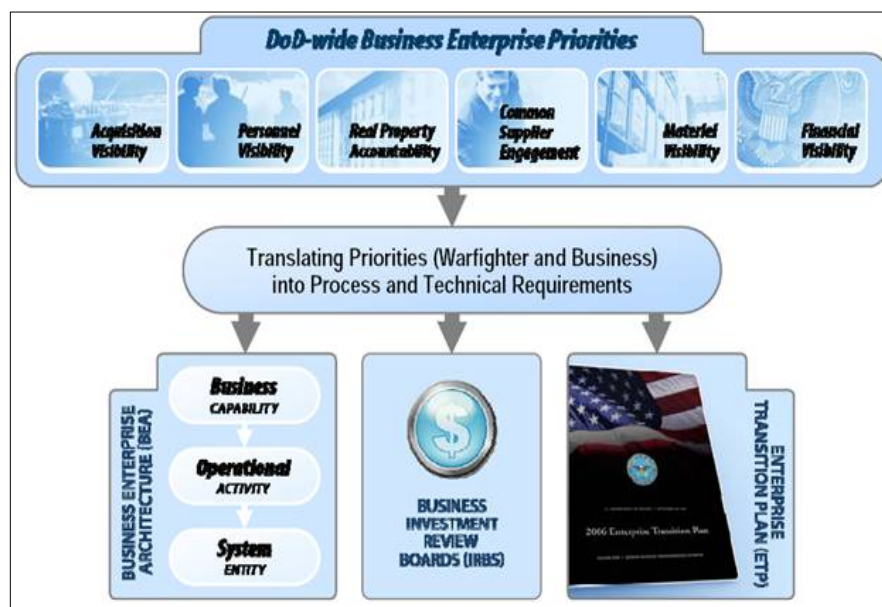 DoD-wide Business Enterprise Priorities
Acquisition
Visibility
Personnel
Visibility
Real Property
Accountability
Common
Supplier
Engagement
Materiel
Visibility
Financial
Visibility
Translating Priorities (Warfighter and Business)
into Process and Technical Requirements
BUSINESS ENTERPRISE
ARCHITECTURE (BEA)
Business
CAPABILITY
Operational
ACTIVITY
System
ENTITY
$
BUSINESS
INVESTMENT
REVIEW
BOARDS (IRBS)
2006 Enterprise Transition Plan
ENTERPRISE
TRANSITION PLAN (ETP)